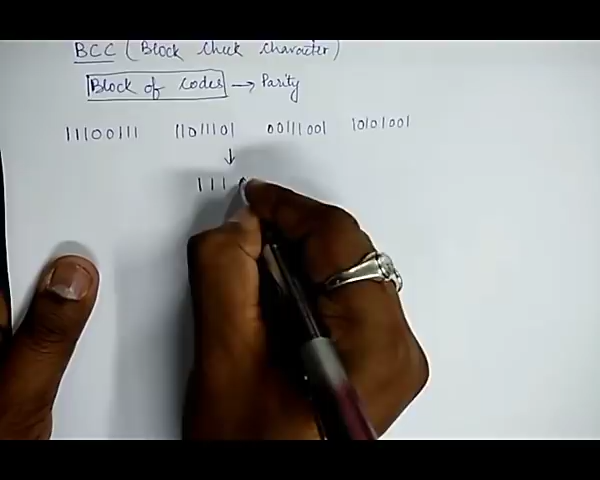 BCC (Block Check Character)
Block of Codes → Parity
11100111 11011101 00111001 10101001
↓
111